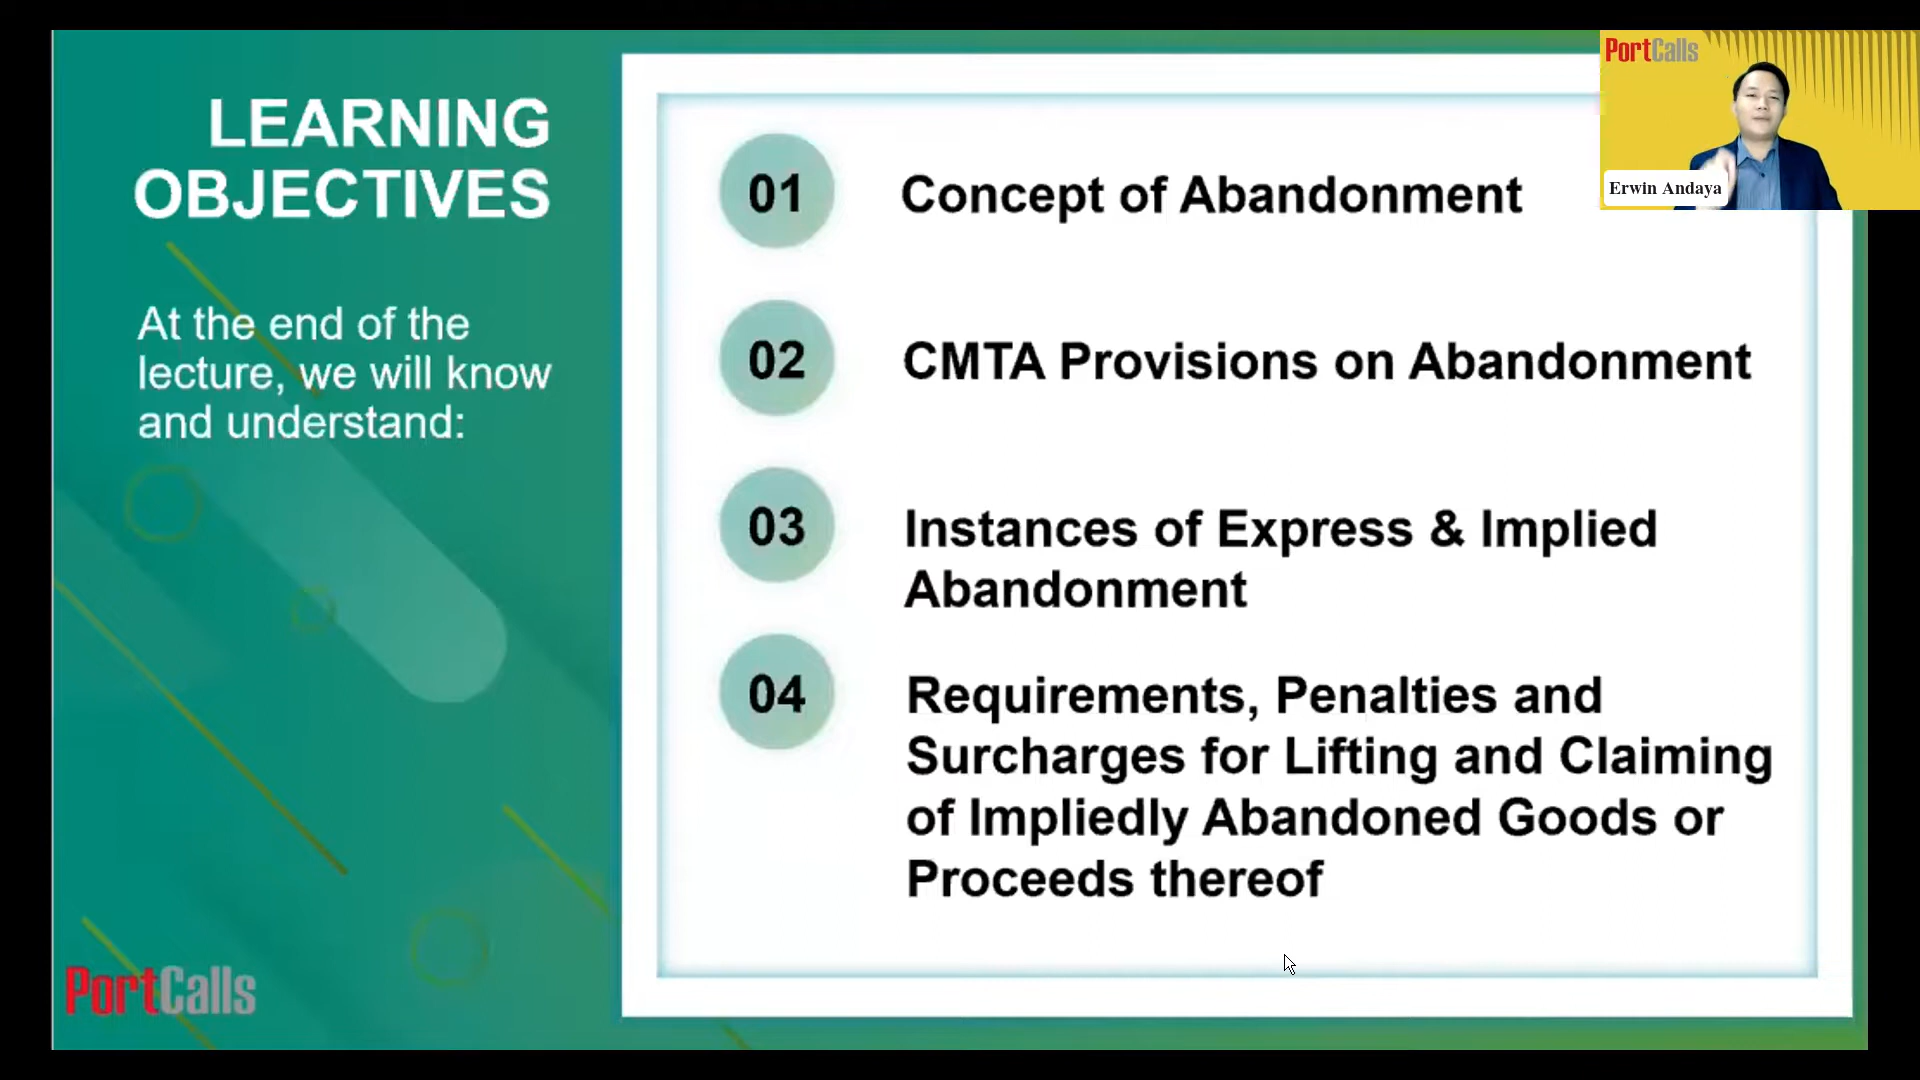 LEARNING
OBJECTIVES
At the end of the
lecture, we will know
and understand:
01
Concept of Abandonment
02
CMTA Provisions on Abandonment
03
Instances of Express & Implied
Abandonment
04
Requirements, Penalties and
Surcharges for Lifting and Claiming
of Impliedly Abandoned Goods or
Proceeds thereof
PortCalls
PortCalls
Erwin Andaya